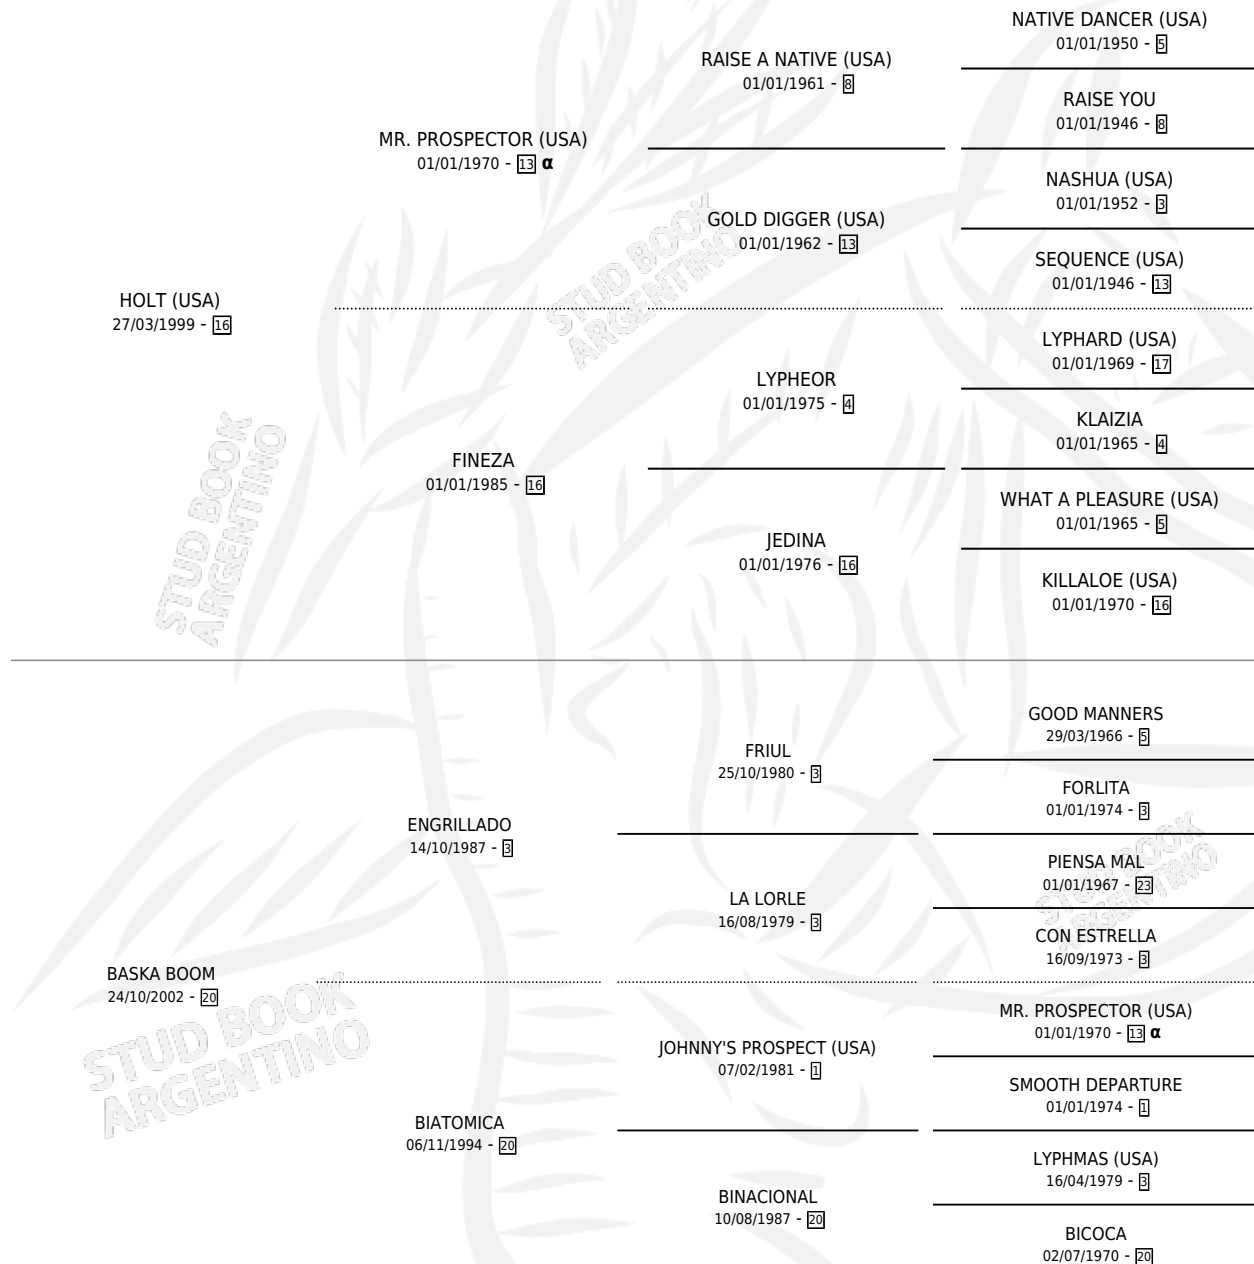 NATIVE DANCER (USA)
01/01/1950 - 5
RAISE A NATIVE (USA)
01/01/1961 - 8
RAISE YOU
01/01/1946 - 8
MR. PROSPECTOR (USA)
01/01/1970 - 13 α
NASHUA (USA)
01/01/1952 - 3
GOLD DIGGER (USA)
01/01/1962 - 13
SEQUENCE (USA)
01/01/1946 - 13
HOLT (USA)
27/03/1999 - 16
LYPHARD (USA)
01/01/1969 - 17
LYPHEOR
01/01/1975 - 4
KLAIZIA
01/01/1965 - 4
FINEZA
01/01/1985 - 16
WHAT A PLEASURE (USA)
01/01/1965 - 5
JEDINA
01/01/1976 - 16
KILLALOE (USA)
01/01/1970 - 16
GOOD MANNERS
29/03/1966 - 5
FRIUL
25/10/1980 - 3
FORLITA
01/01/1974 - 3
ENGRILLADO
14/10/1987 - 3
PIENSA MAL
01/01/1967 - 23
LA LORLE
16/08/1979 - 3
CON ESTRELLA
16/09/1973 - 3
BASKA BOOM
24/10/2002 - 20
MR. PROSPECTOR (USA)
01/01/1970 - 13 α
JOHNNY'S PROSPECT (USA)
07/02/1981 - 1
SMOOTH DEPARTURE
01/01/1974 - 1
BIATOMICA
06/11/1994 - 20
LYPHMAS (USA)
16/04/1979 - 3
BINACIONAL
10/08/1987 - 20
BICOCA
02/07/1970 - 20
STUD BOOK
ARGENTINO
STUD BOOK
ARGENTINO
STUD BOOK
ARGENTINO
STUD BOOK
ARGENTINO